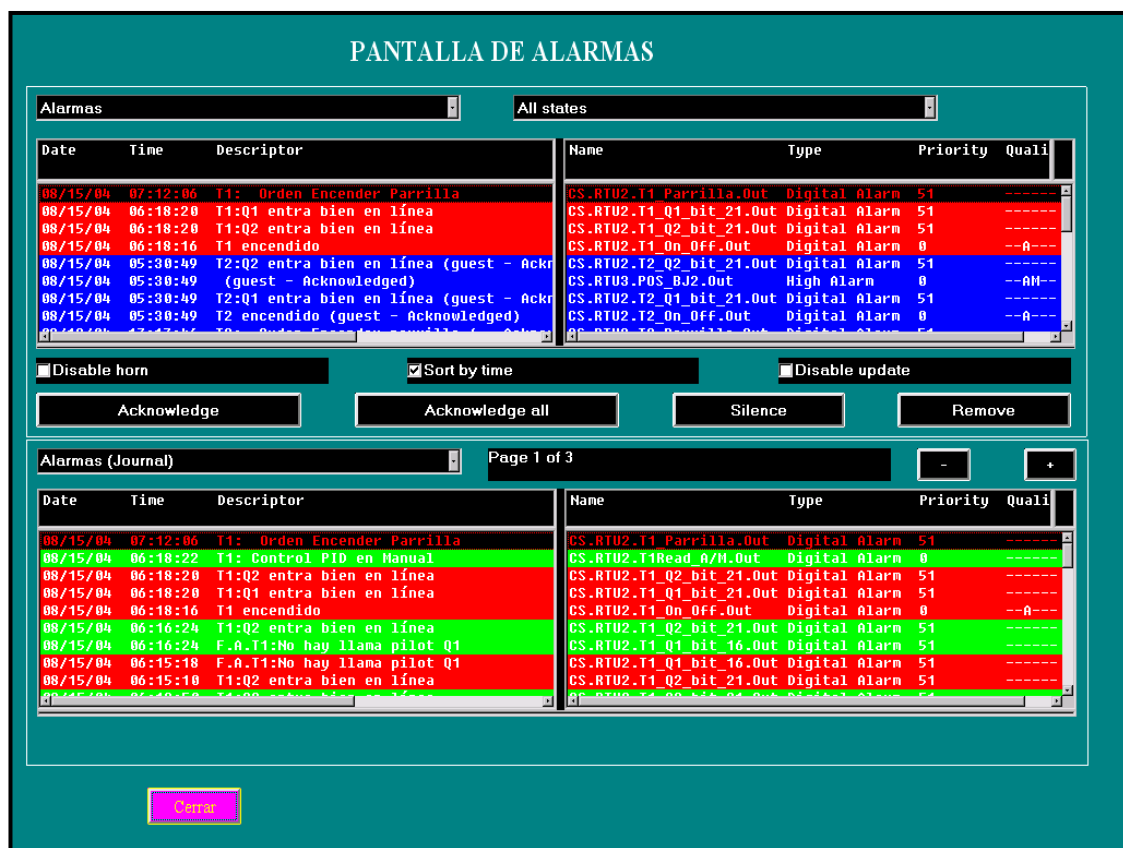 PANTALLA DE ALARMAS
Alarmas All states
Date Time Descriptor Name Type Priority Quali
08/15/04 07:12:06 T1: Orden Encender Parrilla CS.RTU2.T1_Parrilla.Out Digital Alarm 51 ------
08/15/04 06:18:20 T1:Q1 entra bien en línea CS.RTU2.T1_Q1_bit_21.Out Digital Alarm 51 ------
08/15/04 06:18:20 T1:Q2 entra bien en línea CS.RTU2.T1_Q2_bit_21.Out Digital Alarm 51 ------
08/15/04 06:18:16 T1 encendido CS.RTU2.T1_On_Off.Out Digital Alarm 0 --A---
08/15/04 05:30:49 T2:Q2 entra bien en línea (guest - Ackr CS.RTU2.T2_Q2_bit_21.Out Digital Alarm 51 ------
08/15/04 05:30:49 (guest - Acknowledged) CS.RTU3.POS_BJ2.Out High Alarm 0 --AM--
08/15/04 05:30:49 T2:Q1 entra bien en línea (guest - Ackr CS.RTU2.T2_Q1_bit_21.Out Digital Alarm 51 ------
08/15/04 05:30:49 T2 encendido (guest - Acknowledged) CS.RTU2.T2_On_Off.Out Digital Alarm 0 --A---
Disable horn Sort by time Disable update
Acknowledge Acknowledge all Silence Remove
Alarmas (Journal) Page 1 of 3 - +
Date Time Descriptor Name Type Priority Quali
08/15/04 07:12:06 T1: Orden Encender Parrilla CS.RTU2.T1_Parrilla.Out Digital Alarm 51 ------
08/15/04 06:18:22 T1: Control PID en Manual CS.RTU2.T1Read_A/M.Out Digital Alarm 0 ------
08/15/04 06:18:20 T1:Q2 entra bien en línea CS.RTU2.T1_Q2_bit_21.Out Digital Alarm 51 ------
08/15/04 06:18:20 T1:Q1 entra bien en línea CS.RTU2.T1_Q1_bit_21.Out Digital Alarm 51 ------
08/15/04 06:18:16 T1 encendido CS.RTU2.T1_On_Off.Out Digital Alarm 0 --A---
08/15/04 06:16:24 T1:Q2 entra bien en línea CS.RTU2.T1_Q2_bit_21.Out Digital Alarm 51 ------
08/15/04 06:16:24 F.A.T1:No hay llama pilot Q1 CS.RTU2.T1_Q1_bit_16.Out Digital Alarm 51 ------
08/15/04 06:15:18 F.A.T1:No hay llama pilot Q1 CS.RTU2.T1_Q1_bit_16.Out Digital Alarm 51 ------
08/15/04 06:15:10 T1:Q2 entra bien en línea CS.RTU2.T1_Q2_bit_21.Out Digital Alarm 51 ------
Cerrar